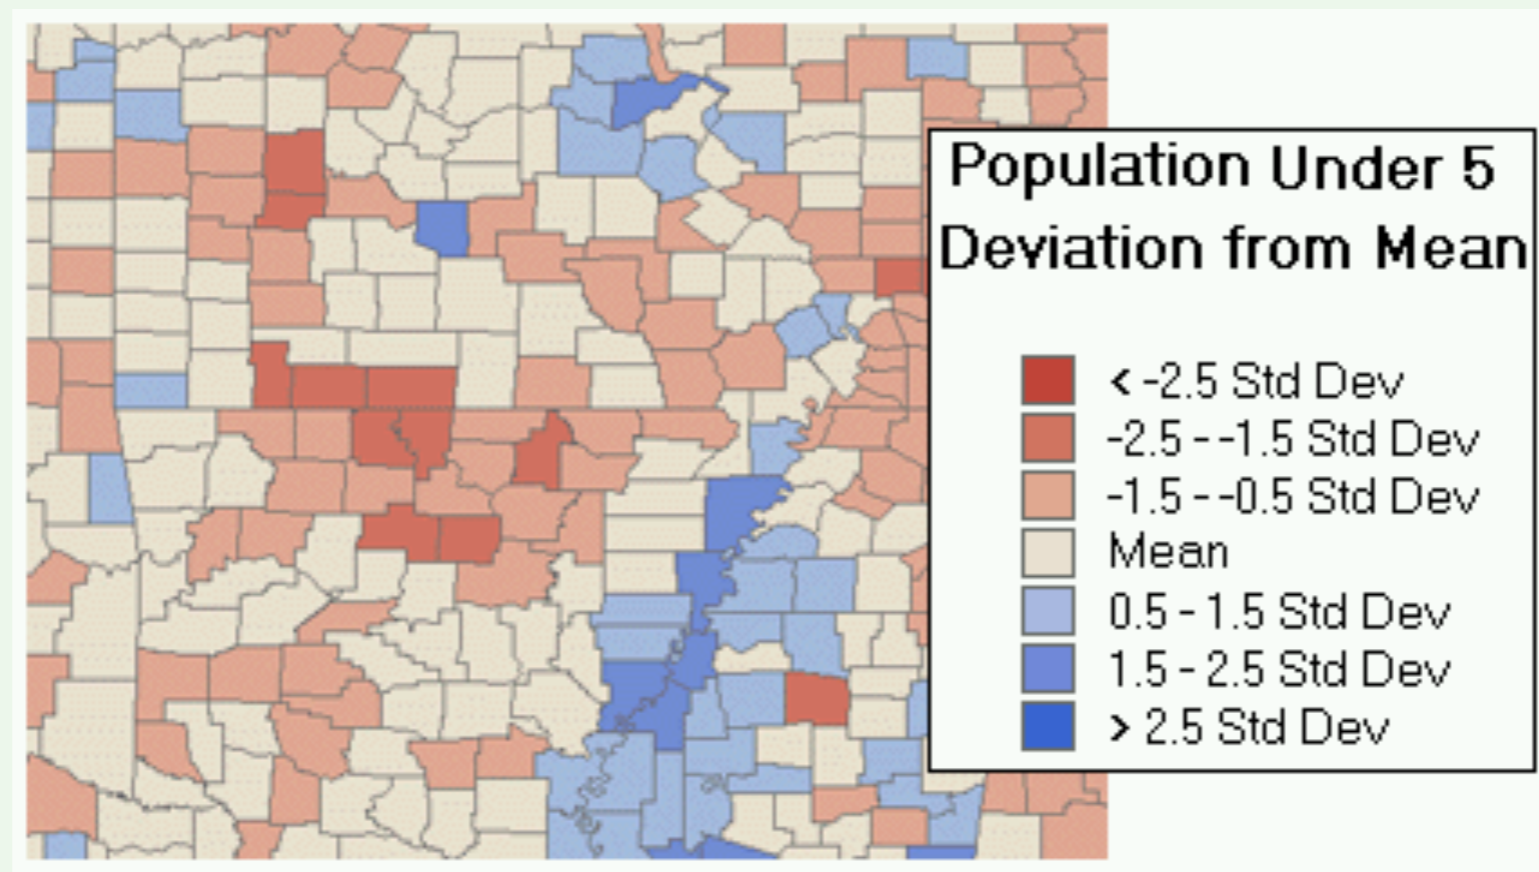 Population Under 5
Deviation from Mean
< -2.5 Std Dev
-2.5 - -1.5 Std Dev
-1.5 - -0.5 Std Dev
Mean
0.5 - 1.5 Std Dev
1.5 - 2.5 Std Dev
> 2.5 Std Dev